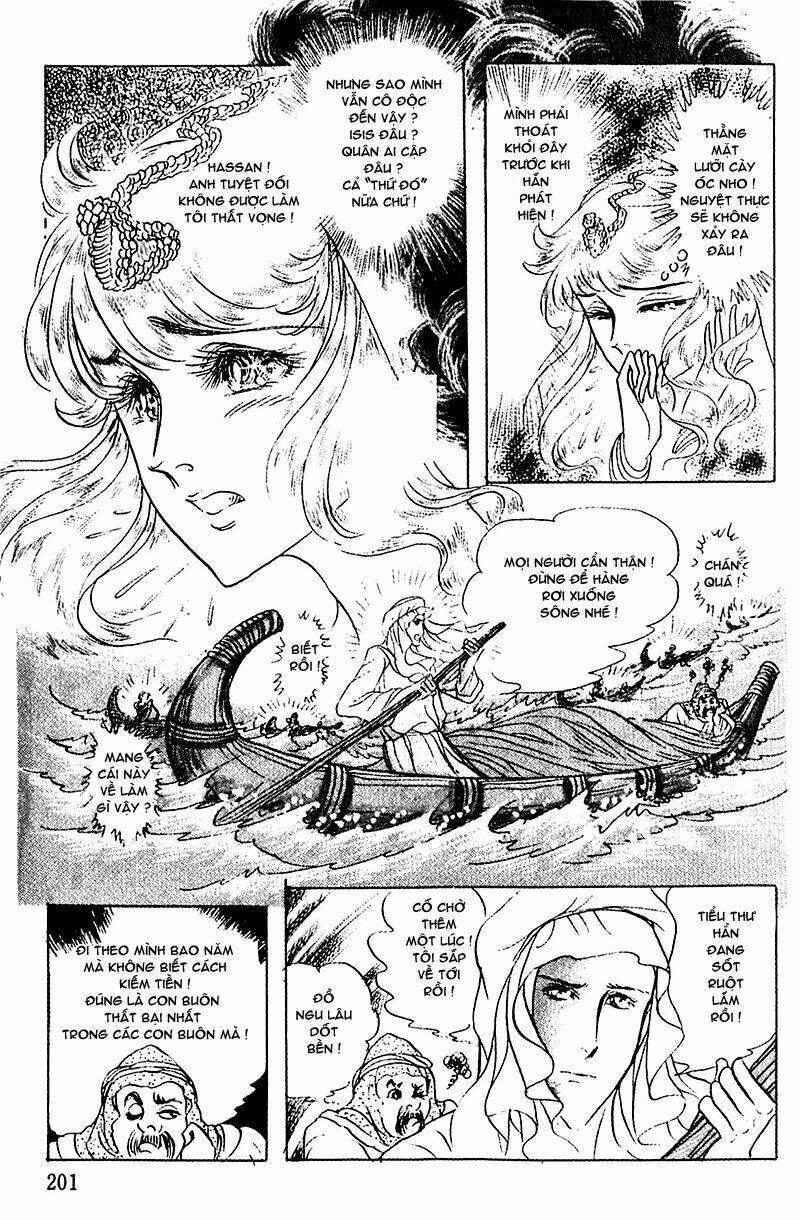 MÌNH PHẢI
THOÁT
KHỎI ĐÂY
TRƯỚC KHI
HẮN
PHÁT
HIỆN !
THẰNG
MẶT
LƯỠI CÀY
ÓC NHO !
NGUYỆT THỰC
SẼ KHÔNG
XẢY RA
ĐÂU !
NHƯNG SAO MÌNH
VẪN CÔ ĐỘC
ĐẾN VẬY ?
ISIS ĐÂU ?
QUÂN AI CẬP
ĐÂU ?
CẢ “THỨ ĐÓ”
NỮA CHỨ !
HASSAN !
ANH TUYỆT ĐỐI
KHÔNG ĐƯỢC LÀM
TÔI THẤT VỌNG !
MỌI NGƯỜI CẨN THẬN !
ĐỪNG ĐỂ HÀNG
RƠI XUỐNG
SÔNG NHÉ !
CHÁN
QUÁ !
BIẾT
RỒI !
MANG
CÁI NÀY
VỀ LÀM
GÌ VẬY ?
ĐI THEO MÌNH BAO NĂM
MÀ KHÔNG BIẾT CÁCH
KIẾM TIỀN !
ĐÚNG LÀ CON BUÔN
THẤT BẠI NHẤT
TRONG CÁC CON BUÔN MÀ !
CỐ CHỜ
THÊM
MỘT LÚC !
TÔI SẮP
VỀ TỚI
RỒI !
TIỂU THƯ
HẲN
ĐANG
SỐT
RUỘT
LẮM
RỒI !
ĐỒ
NGU LÂU
DỐT
BỀN !
201